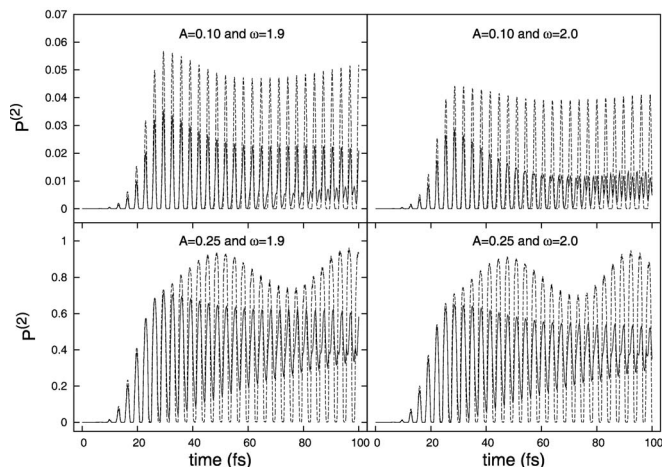 A=0.10 and ω=1.9
A=0.10 and ω=2.0
0.07
0.06
0.05
0.04
0.03
0.02
0.01
0
P(2)
A=0.25 and ω=1.9
A=0.25 and ω=2.0
1
0.8
0.6
0.4
0.2
0
P(2)
0 20 40 60 80 100 0 20 40 60 80 100
time (fs) time (fs)